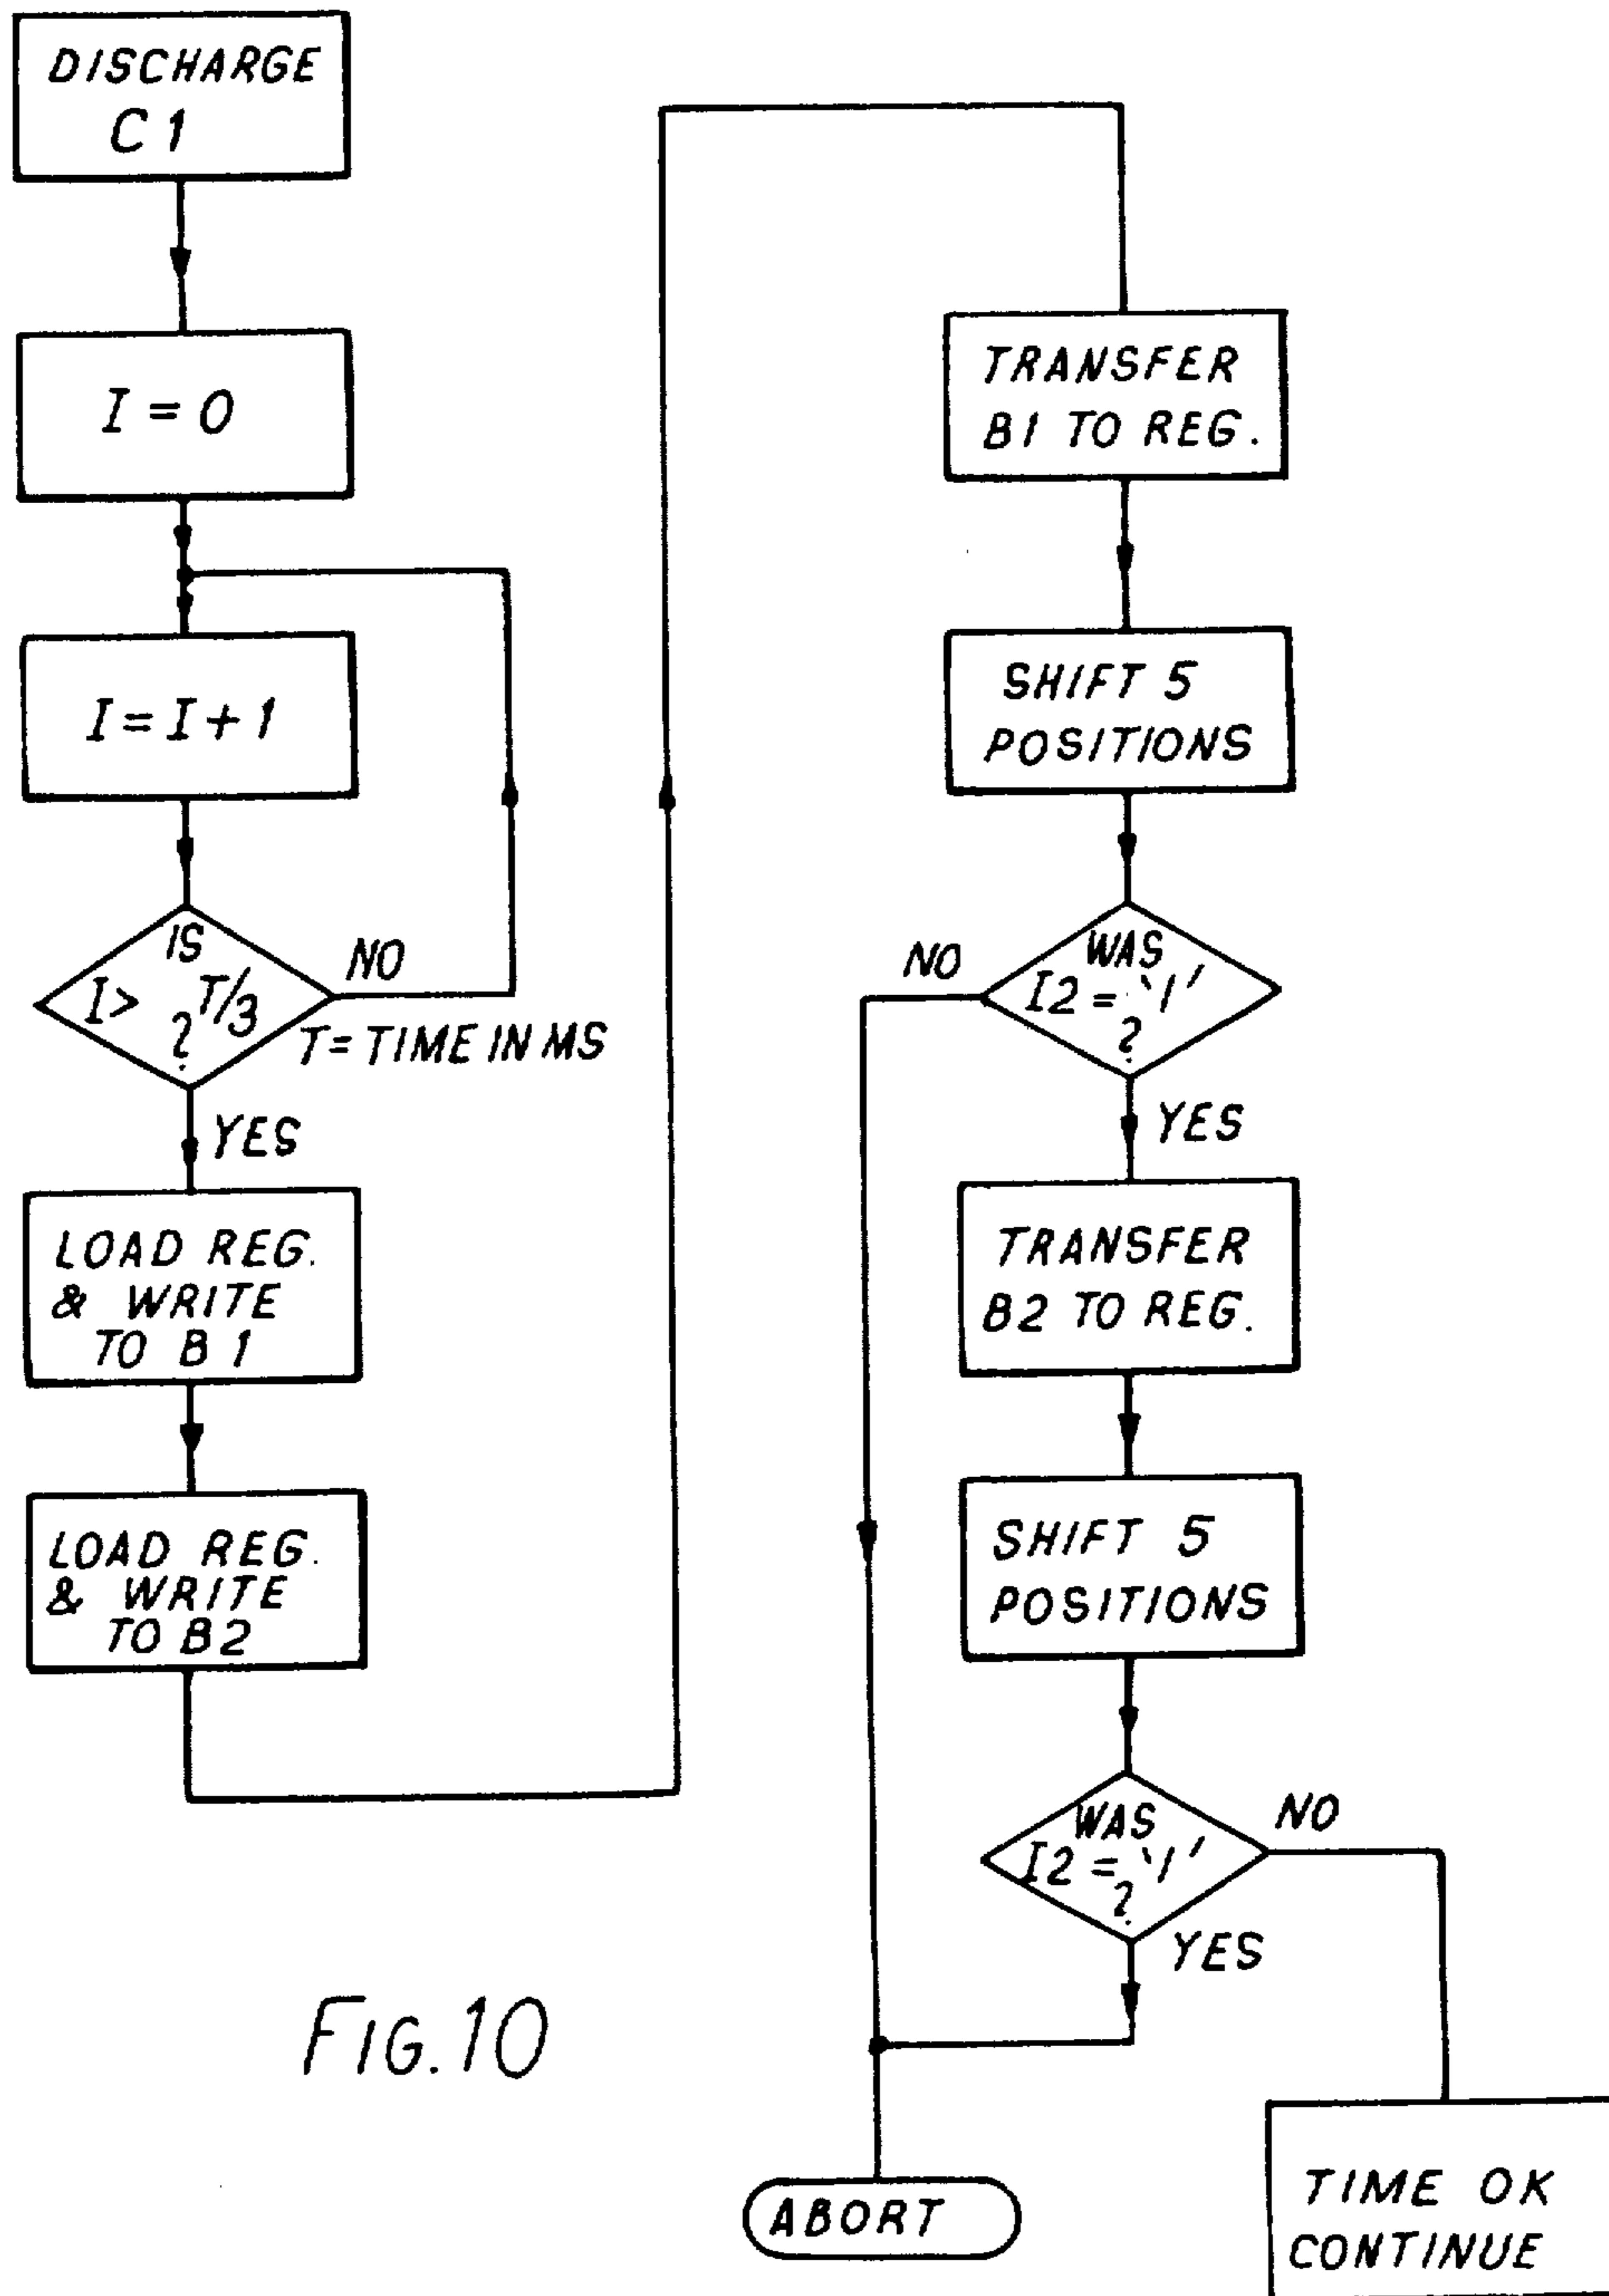 DISCHARGE
C1
I = 0
I = I + 1
IS
I > T/3
?
NO
T = TIME IN MS
YES
LOAD REG.
& WRITE
TO B1
LOAD REG.
& WRITE
TO B2
TRANSFER
B1 TO REG.
SHIFT 5
POSITIONS
WAS
I2 = '1'
?
NO
YES
TRANSFER
B2 TO REG.
SHIFT 5
POSITIONS
WAS
I2 = '1'
?
NO
YES
ABORT
TIME OK
CONTINUE
FIG. 10